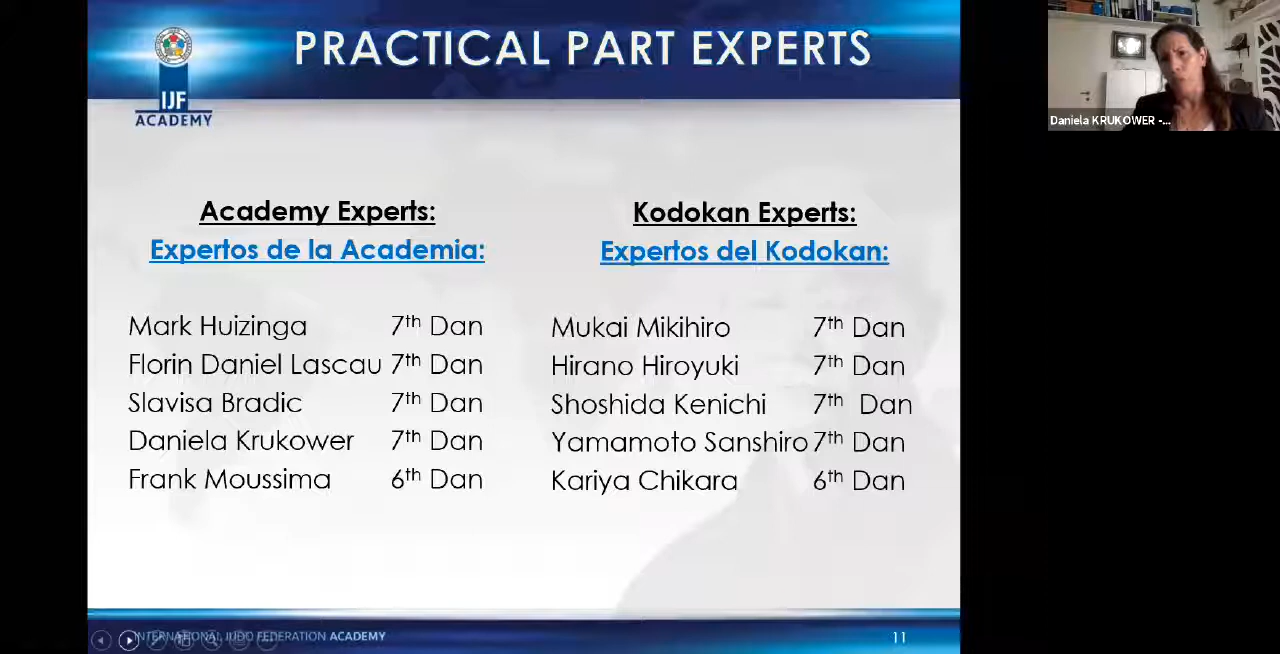 PRACTICAL PART EXPERTS
IJF
ACADEMY
Daniela KRUKOWER -...
Academy Experts:
Expertos de la Academia:
Mark Huizinga 7th Dan
Florin Daniel Lascau 7th Dan
Slavisa Bradic 7th Dan
Daniela Krukower 7th Dan
Frank Moussima 6th Dan
Kodokan Experts:
Expertos del Kodokan:
Mukai Mikihiro 7th Dan
Hirano Hiroyuki 7th Dan
Shoshida Kenichi 7th Dan
Yamamoto Sanshiro 7th Dan
Kariya Chikara 6th Dan
INTERNATIONAL JUDO FEDERATION ACADEMY
11